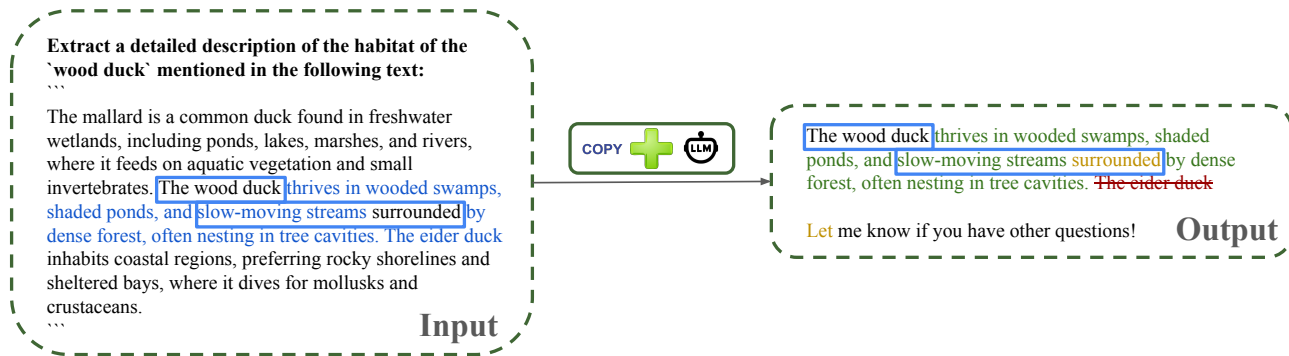 Extract a detailed description of the habitat of the
`wood duck` mentioned in the following text:
```
The mallard is a common duck found in freshwater
wetlands, including ponds, lakes, marshes, and rivers,
where it feeds on aquatic vegetation and small
invertebrates. The wood duck thrives in wooded swamps,
shaded ponds, and slow-moving streams surrounded by
dense forest, often nesting in tree cavities. The eider duck
inhabits coastal regions, preferring rocky shorelines and
sheltered bays, where it dives for mollusks and
crustaceans.
```
Input
COPY LLM
The wood duck thrives in wooded swamps, shaded
ponds, and slow-moving streams surrounded by dense
forest, often nesting in tree cavities. The eider duck
Let me know if you have other questions!
Output